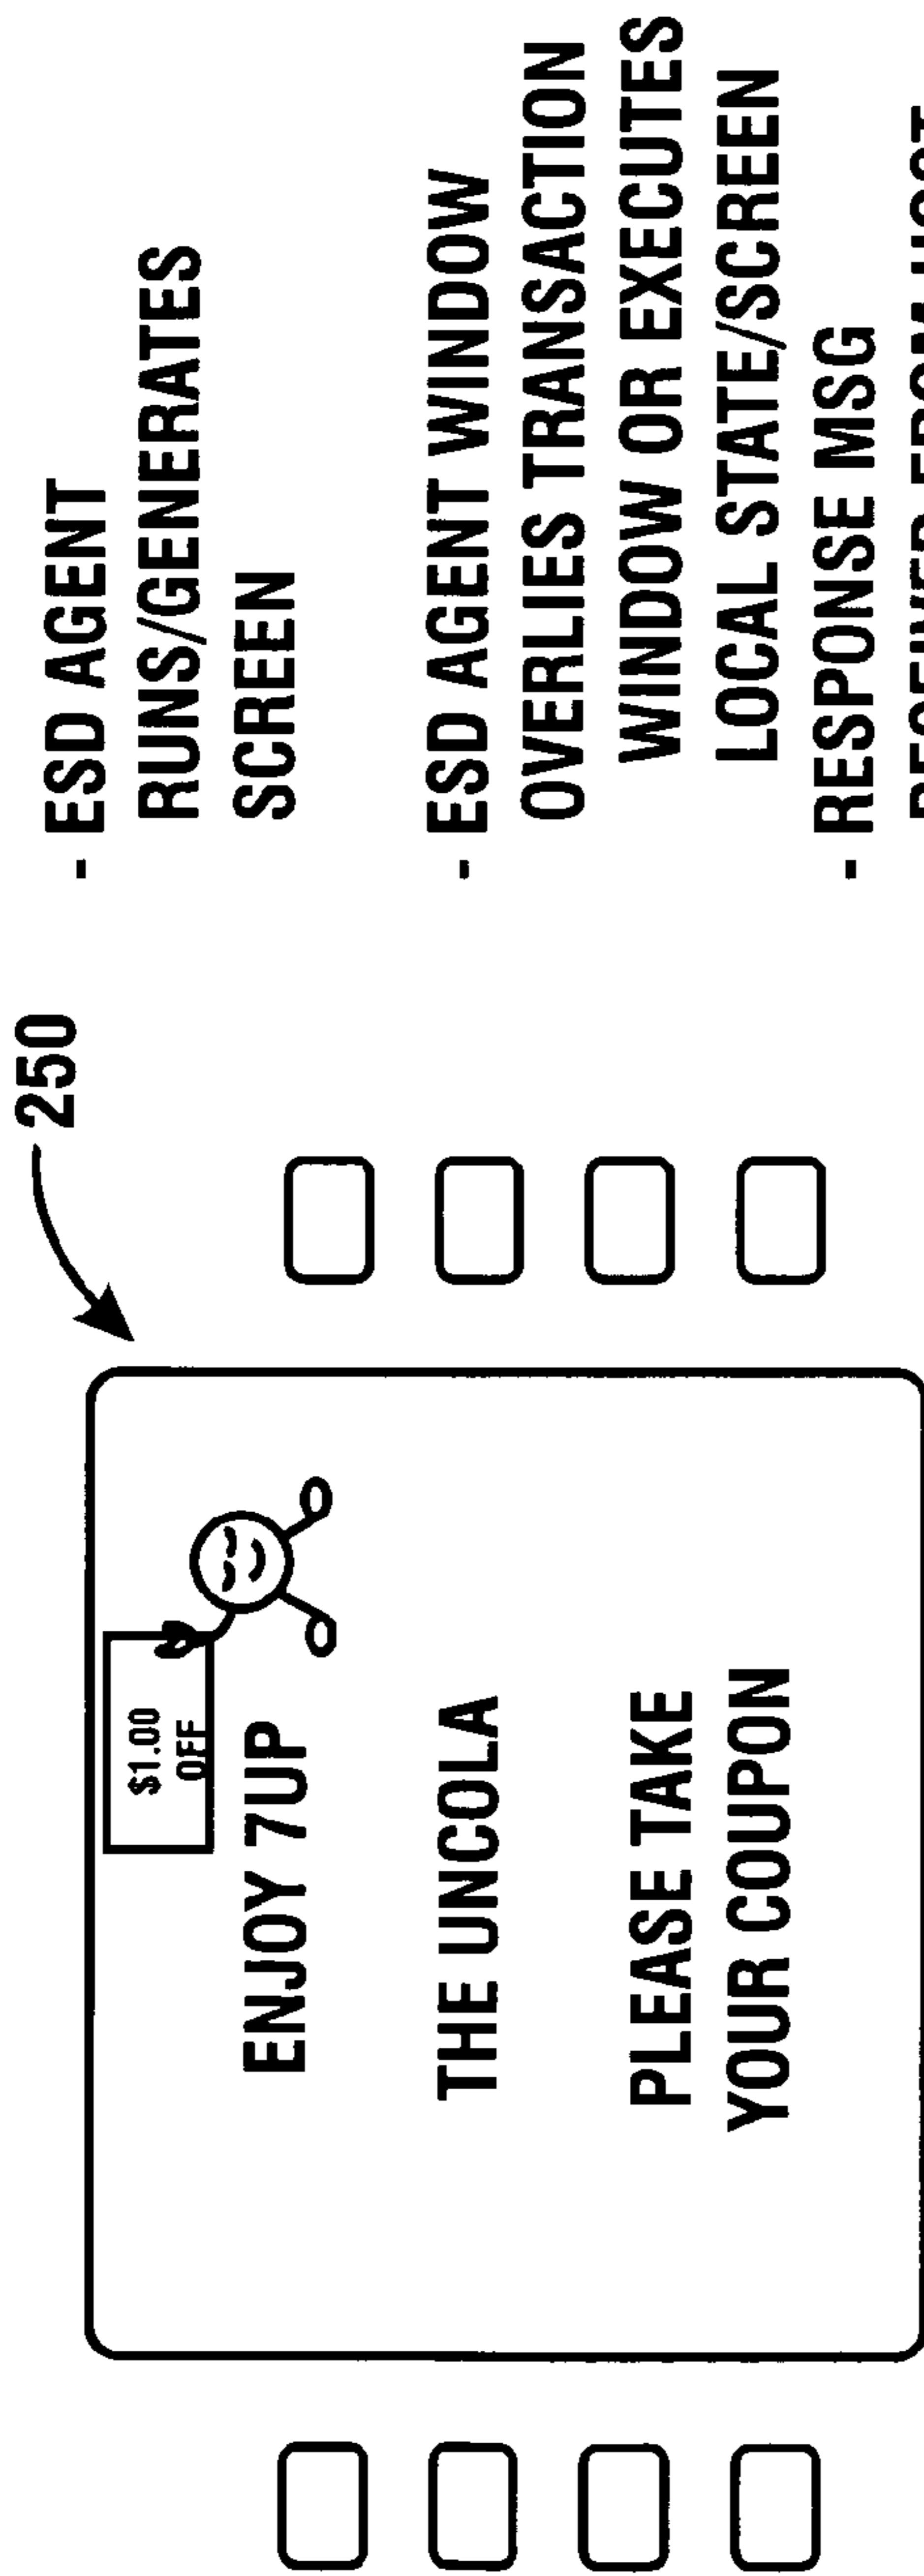 250
$1.00
OFF
ENJOY 7UP
THE UNCOLA
PLEASE TAKE
YOUR COUPON
- ESD AGENT
RUNS/GENERATES
SCREEN
- ESD AGENT WINDOW
OVERLIES TRANSACTION
WINDOW OR EXECUTES
LOCAL STATE/SCREEN
- RESPONSE MSG